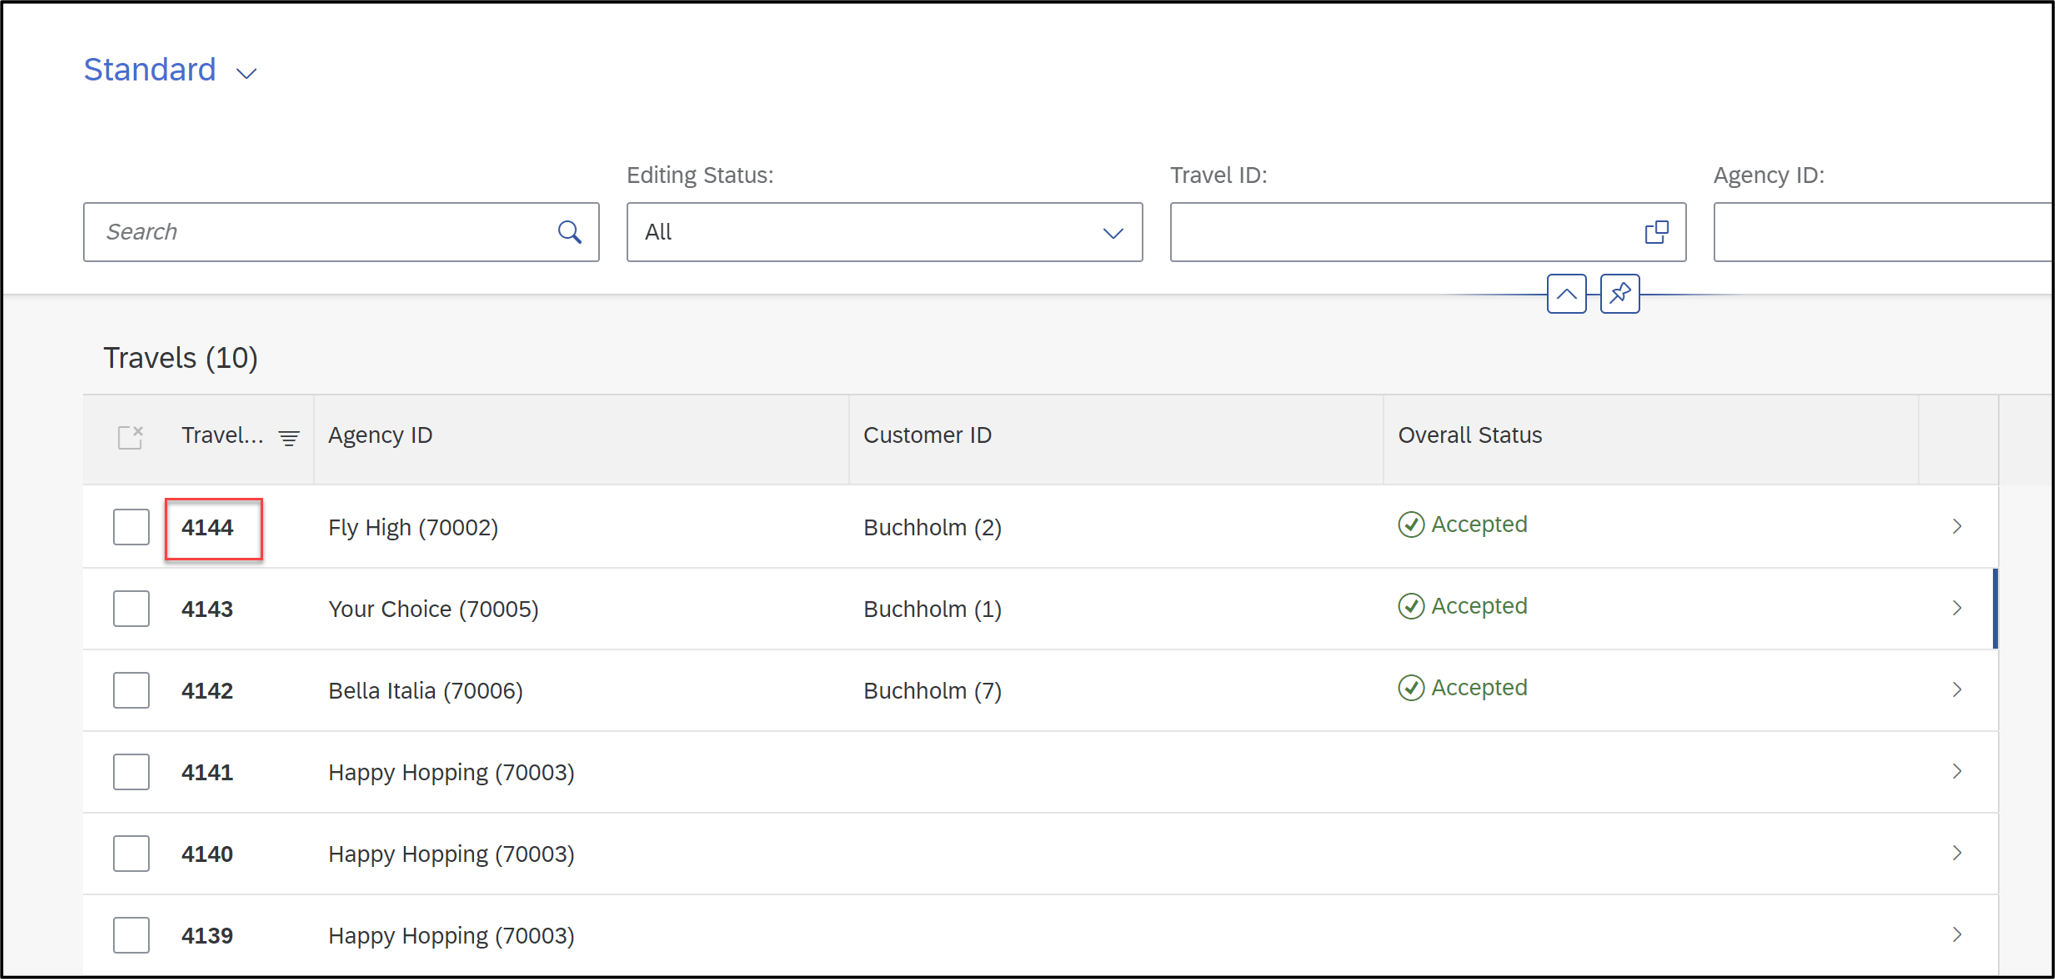 Standard
Editing Status: Travel ID: Agency ID:
Search All
Travels (10)
Travel... Agency ID Customer ID Overall Status
4144 Fly High (70002) Buchholm (2) Accepted
4143 Your Choice (70005) Buchholm (1) Accepted
4142 Bella Italia (70006) Buchholm (7) Accepted
4141 Happy Hopping (70003)
4140 Happy Hopping (70003)
4139 Happy Hopping (70003)